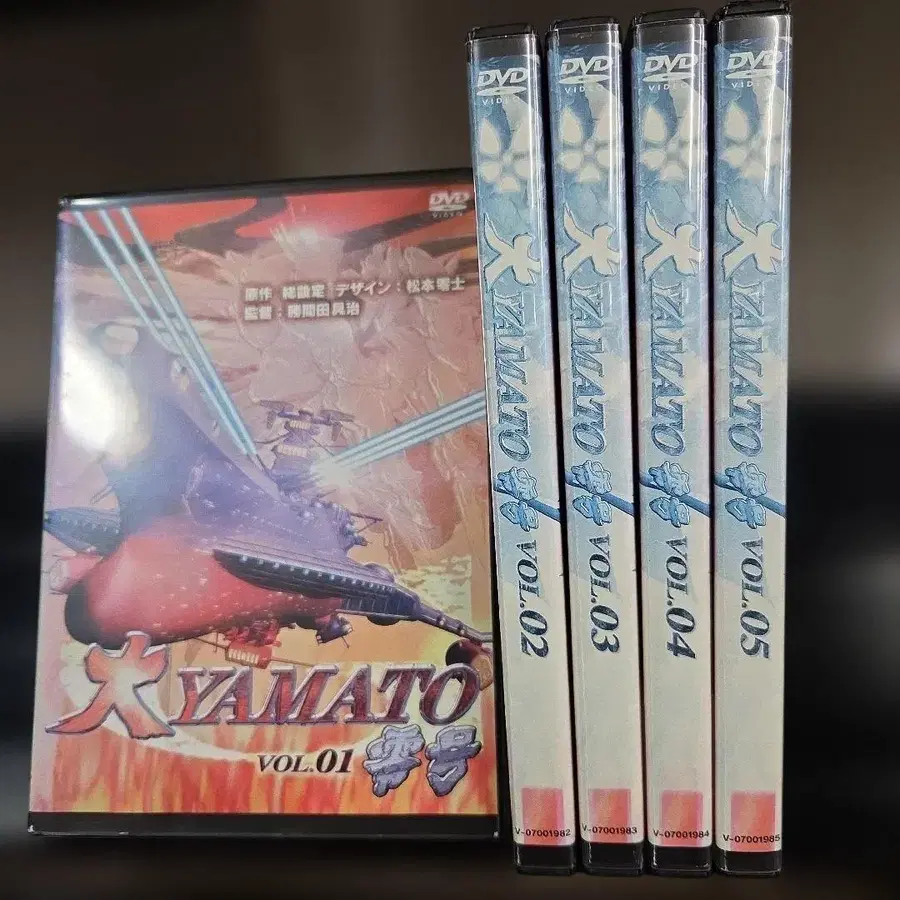 DVD
VIDEO
原作 総設定 デザイン：松本零士
監督：勝間田具治
大YAMATO
VOL.01 零号
DVD
VIDEO
大YAMATO 零号 VOL.02
V-07001982
DVD
VIDEO
大YAMATO 零号 VOL.03
V-07001983
DVD
VIDEO
大YAMATO 零号 VOL.04
V-07001984
DVD
VIDEO
大YAMATO 零号 VOL.05
V-07001985